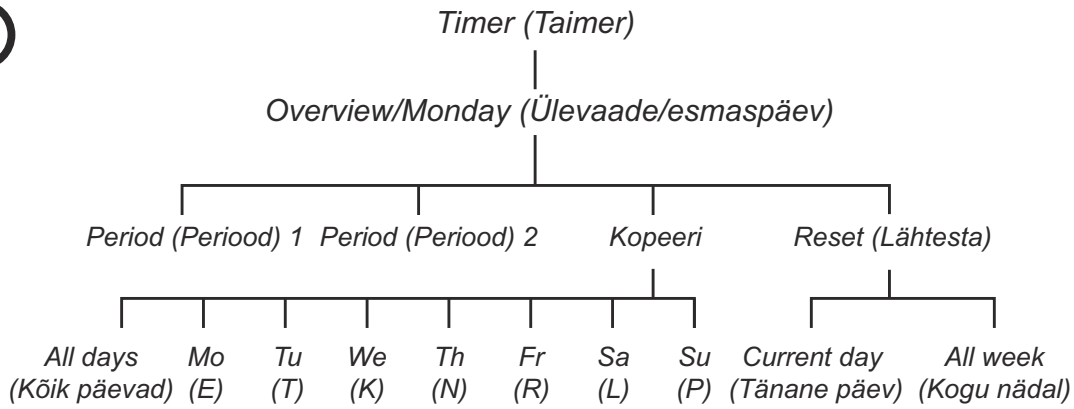 Timer (Taimer)
Overview/Monday (Ülevaade/esmaspäev)
Period (Periood) 1 Period (Periood) 2 Kopeeri Reset (Lähtesta)
All days Mo Tu We Th Fr Sa Su Current day All week
(Kõik päevad) (E) (T) (K) (N) (R) (L) (P) (Tänane päev) (Kogu nädal)